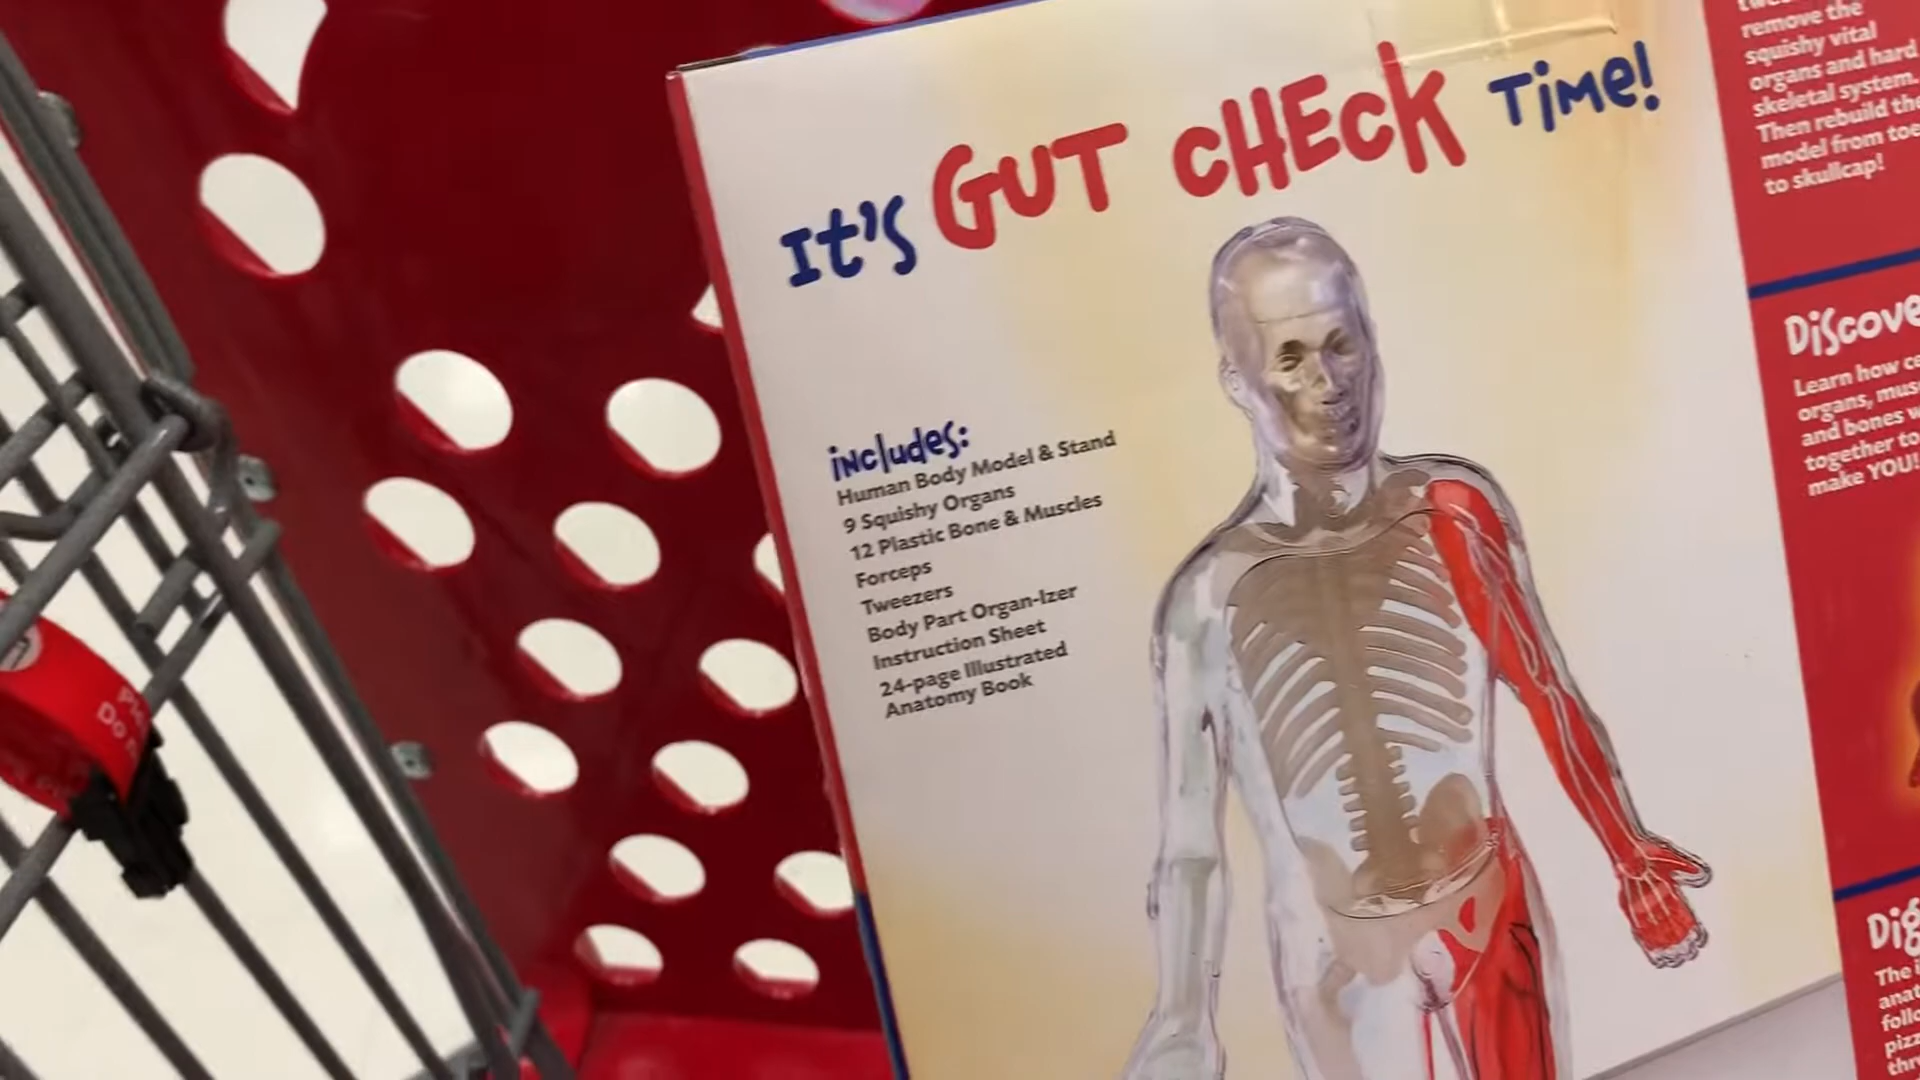 It's GUT CHECK Time!
includes:
Human Body Model & Stand
9 Squishy Organs
12 Plastic Bone & Muscles
Forceps
Tweezers
Body Part Organ-Izer
Instruction Sheet
24-page Illustrated
Anatomy Book
remove the
squishy vital
organs and hard
skeletal system.
Then rebuild the
model from toe
to skullcap!
Discove
Learn how ce
organs, musc
and bones w
together to
make YOU!
Dig
The i
anat
follo
pizz
thro
DO